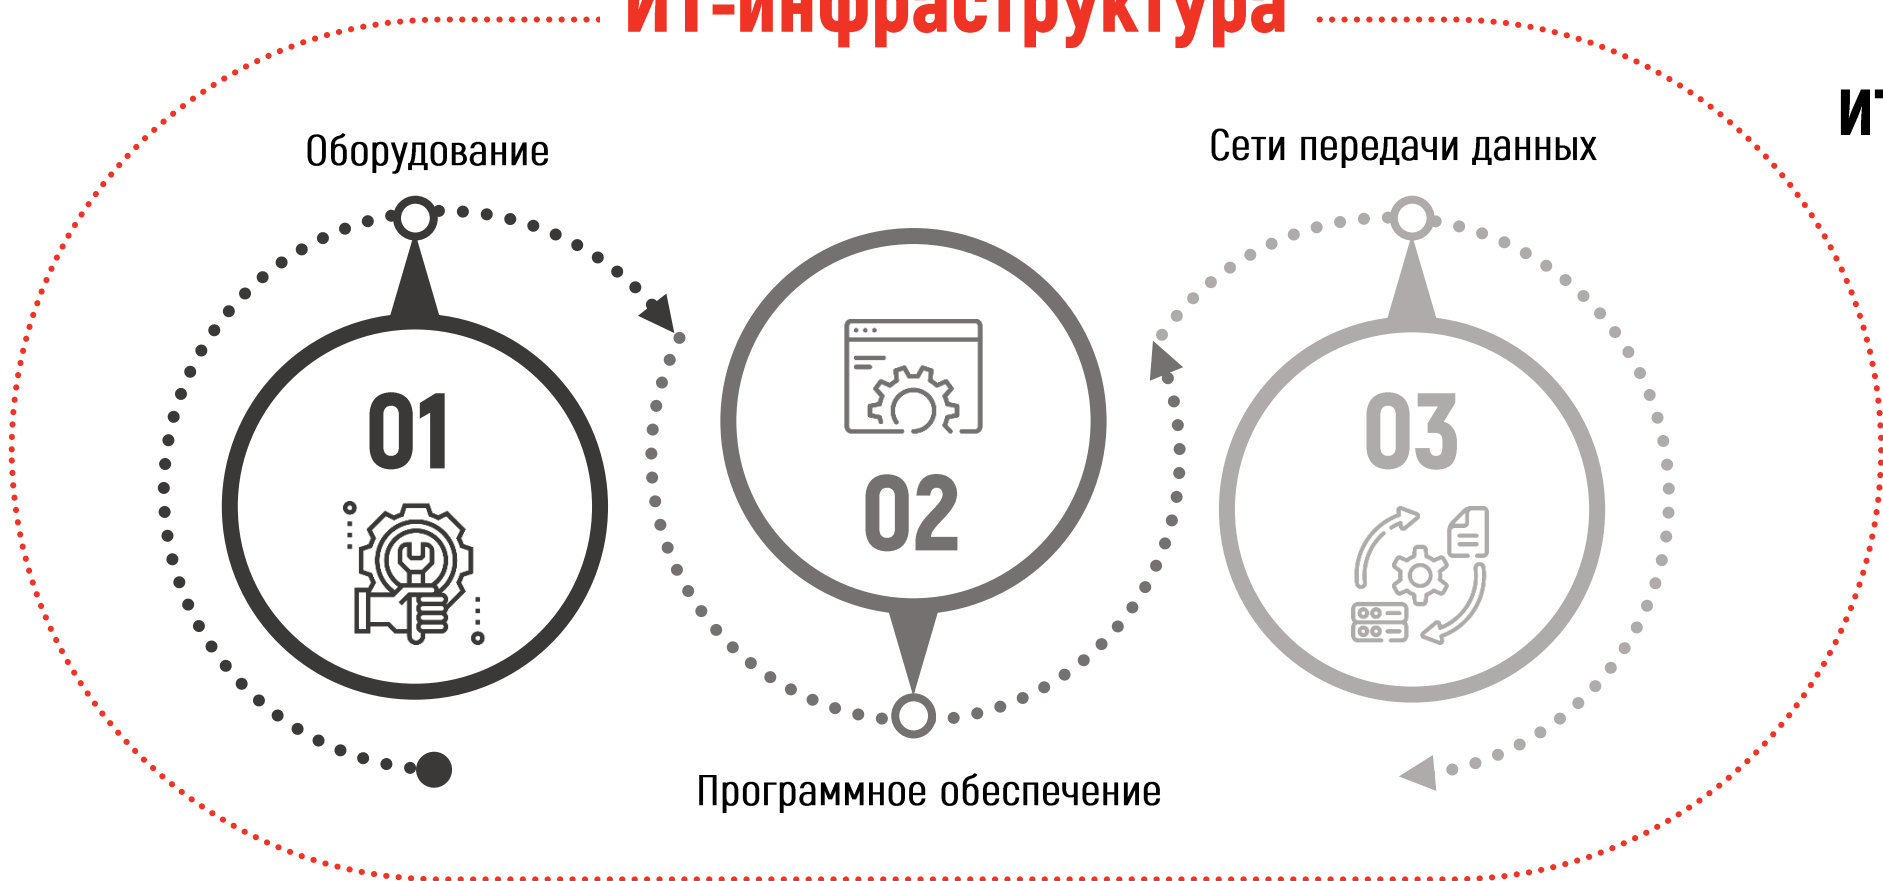 ИТ-инфраструктура
Оборудование
Сети передачи данных
01
02
03
Программное обеспечение